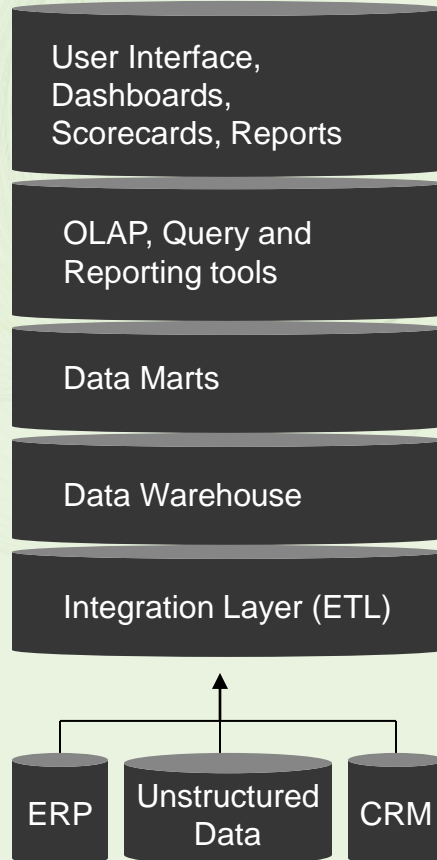 User Interface,
Dashboards,
Scorecards, Reports
OLAP, Query and
Reporting tools
Data Marts
Data Warehouse
Integration Layer (ETL)
ERP
Unstructured
Data
CRM